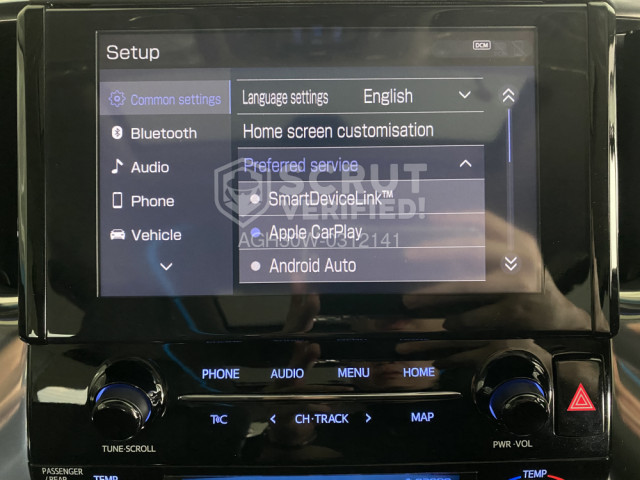 Setup
DCM
Common settings
Language settings English
Bluetooth
Home screen customisation
Audio
Preferred service
SCRUT
VERIFIED!
Phone
SmartDeviceLink™
Vehicle
Apple CarPlay
AGH30W-0312141
Android Auto
PHONE AUDIO MENU HOME
T©C < CH·TRACK > MAP
TUNE·SCROLL
PWR·VOL
PASSENGER
/REAR
TEMP
TEMP